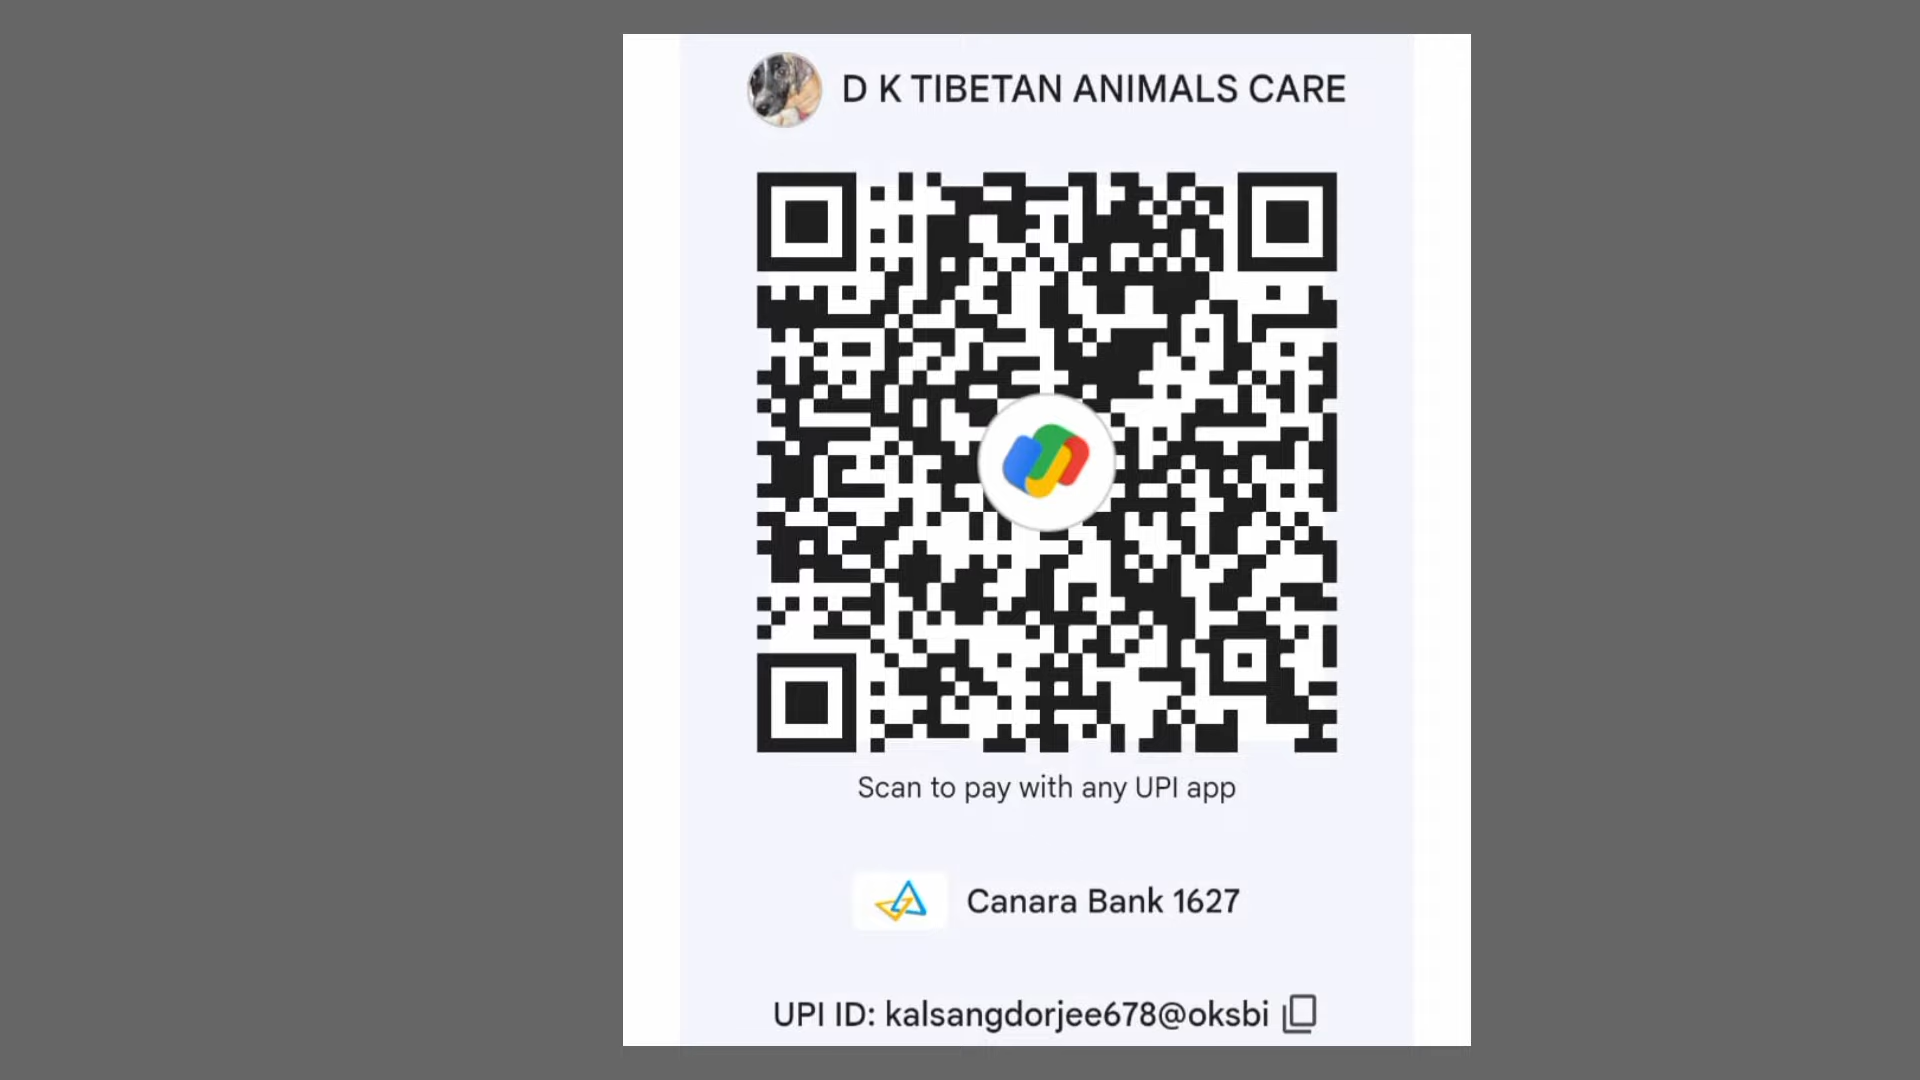 D K TIBETAN ANIMALS CARE
Scan to pay with any UPI app
Canara Bank 1627
UPI ID: kalsangdorjee678@oksbi